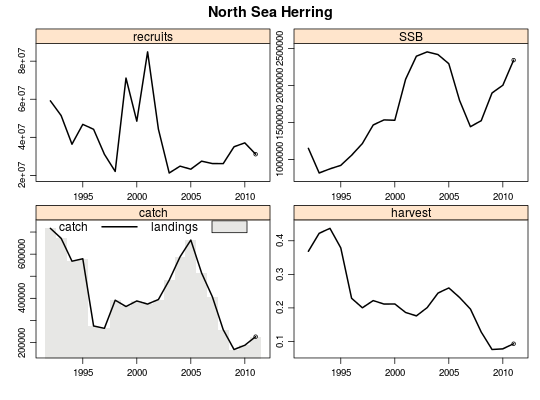 North Sea Herring
recruits
SSB
2e+07 4e+07 6e+07 8e+07
1000000 1500000 2000000 2500000
1995 2000 2005 2010
1995 2000 2005 2010
catch
harvest
catch landings
200000 400000 600000
0.1 0.2 0.3 0.4
1995 2000 2005 2010
1995 2000 2005 2010